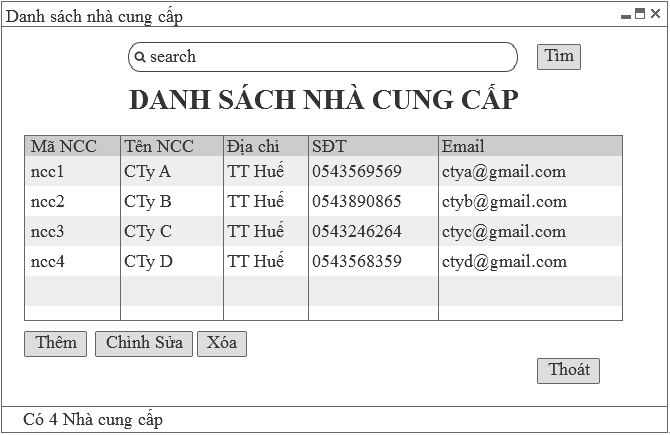 Danh sách nhà cung cấp
search
Tìm
DANH SÁCH NHÀ CUNG CẤP
Mã NCC Tên NCC Địa chỉ SĐT Email
ncc1 CTy A TT Huế 0543569569 ctya@gmail.com
ncc2 CTy B TT Huế 0543890865 ctyb@gmail.com
ncc3 CTy C TT Huế 0543246264 ctyc@gmail.com
ncc4 CTy D TT Huế 0543568359 ctyd@gmail.com
Thêm Chỉnh Sửa Xóa
Thoát
Có 4 Nhà cung cấp